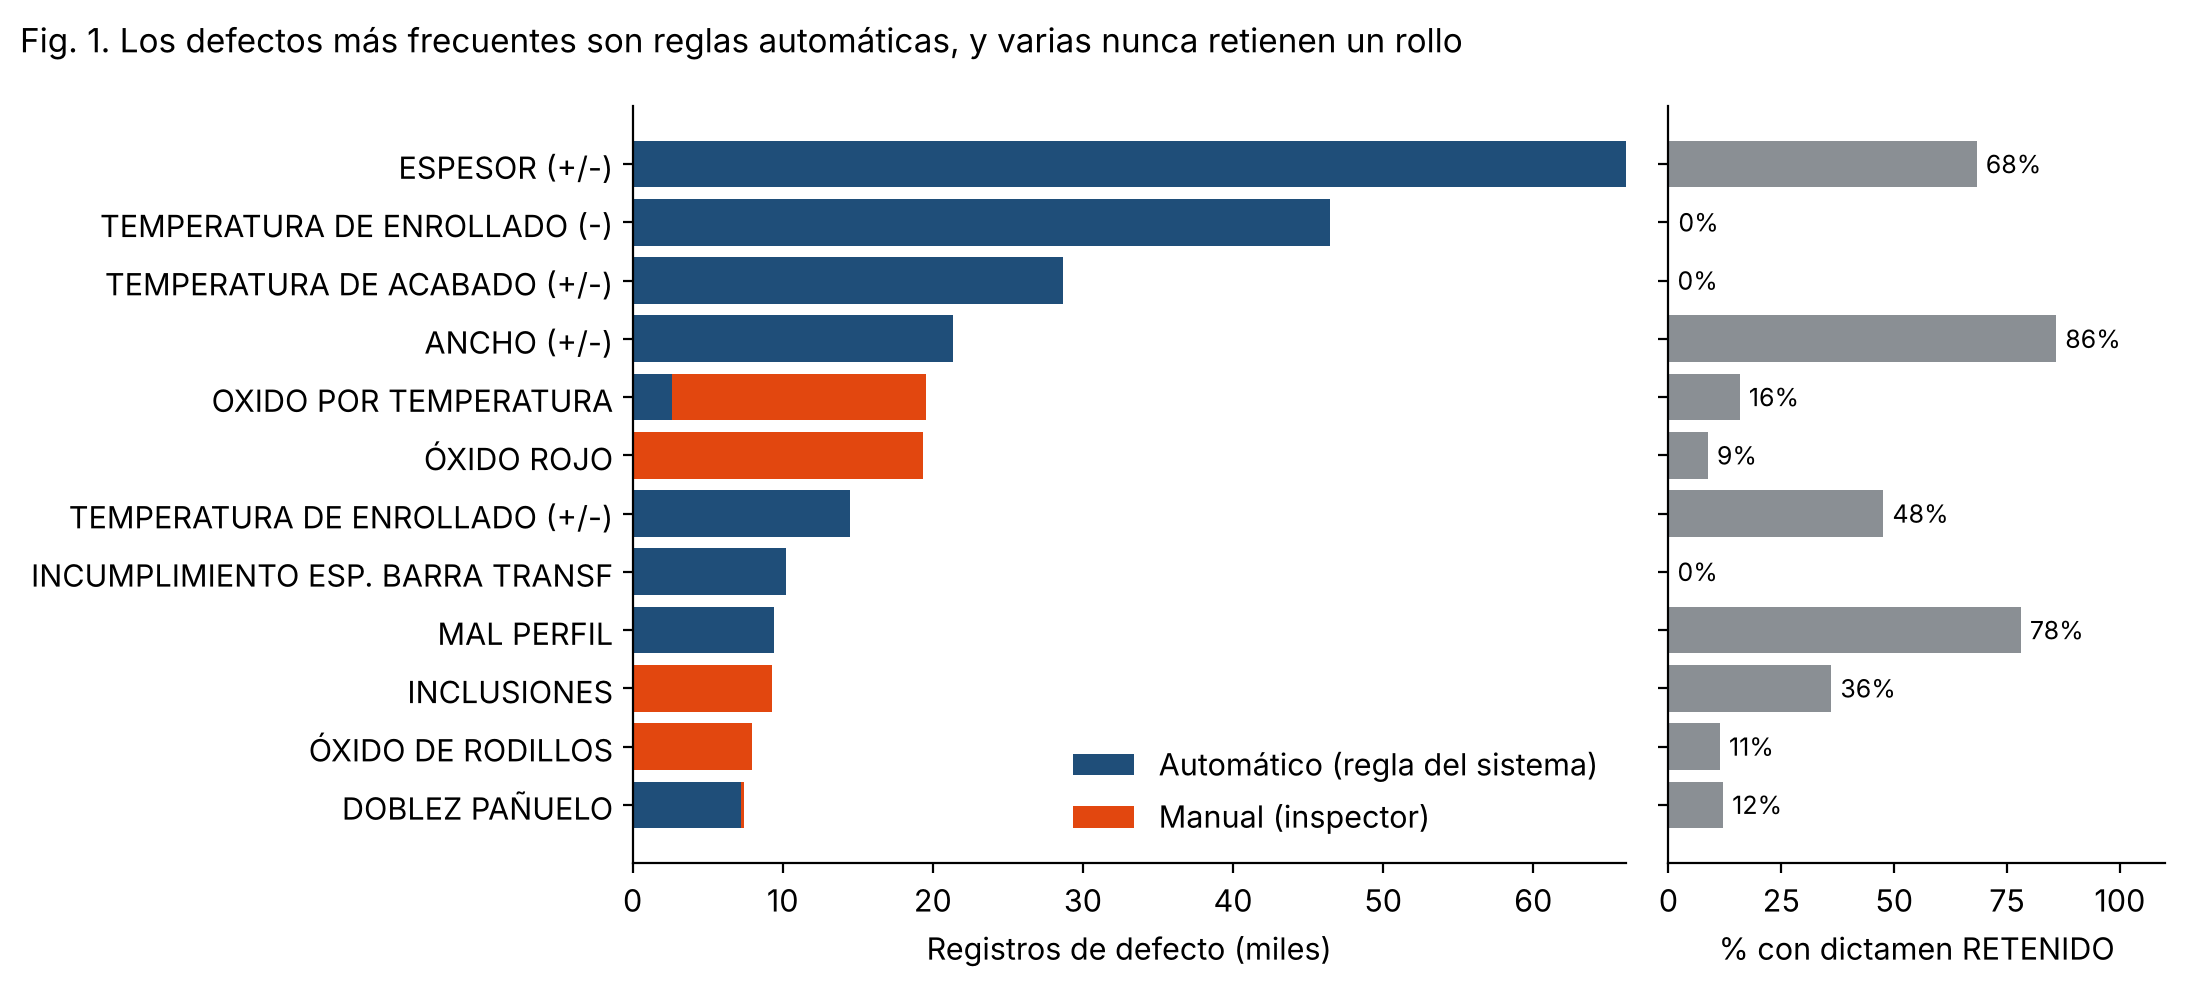 Fig. 1. Los defectos más frecuentes son reglas automáticas, y varias nunca retienen un rollo
ESPESOR (+/-)
68%
TEMPERATURA DE ENROLLADO (-)
0%
TEMPERATURA DE ACABADO (+/-)
0%
ANCHO (+/-)
86%
OXIDO POR TEMPERATURA
16%
ÓXIDO ROJO
9%
TEMPERATURA DE ENROLLADO (+/-)
48%
INCUMPLIMIENTO ESP. BARRA TRANSF
0%
MAL PERFIL
78%
INCLUSIONES
36%
ÓXIDO DE RODILLOS
11%
DOBLEZ PAÑUELO
12%
Automático (regla del sistema)
Manual (inspector)
0 10 20 30 40 50 60
Registros de defecto (miles)
0 25 50 75 100
% con dictamen RETENIDO